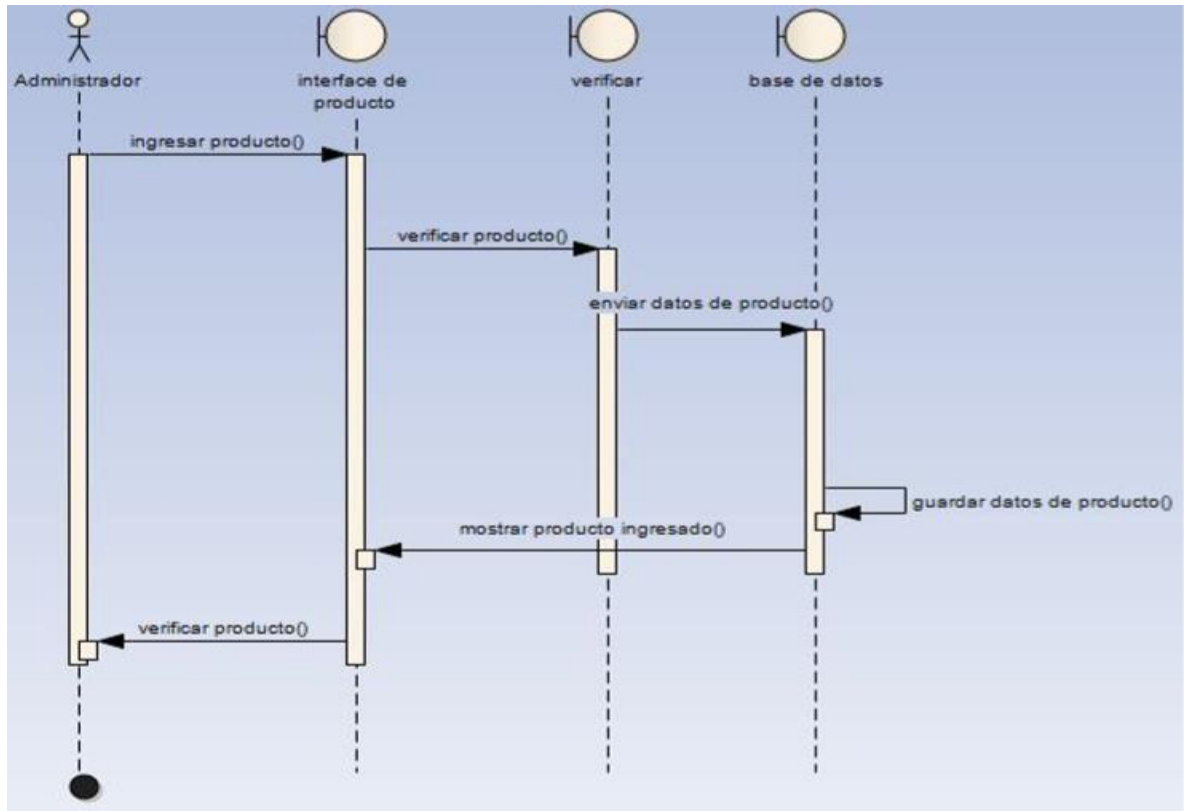 Administrador
interface de
producto
verificar
base de datos
ingresar producto()
verificar producto()
enviar datos de producto()
guardar datos de producto()
mostrar producto ingresado()
verificar producto()